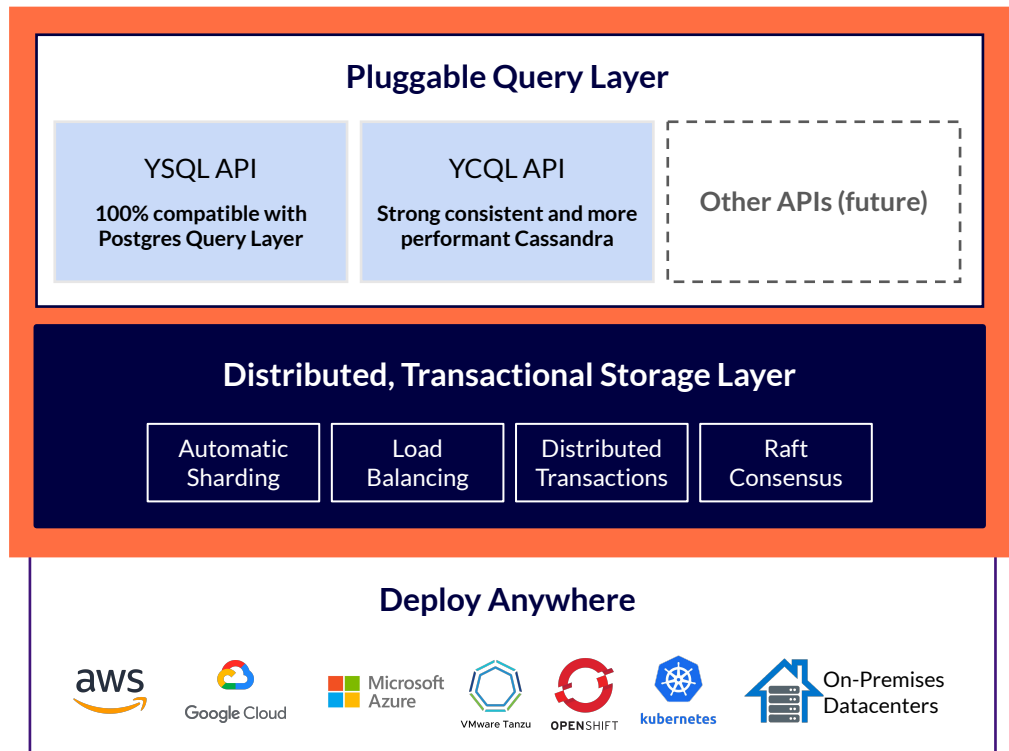 Pluggable Query Layer
YSQL API
100% compatible with
Postgres Query Layer
YCQL API
Strong consistent and more
performant Cassandra
Other APIs (future)
Distributed, Transactional Storage Layer
Automatic
Sharding
Load
Balancing
Distributed
Transactions
Raft
Consensus
Deploy Anywhere
aws
Google Cloud
Microsoft
Azure
VMware Tanzu
OPENSHIFT
kubernetes
On-Premises
Datacenters